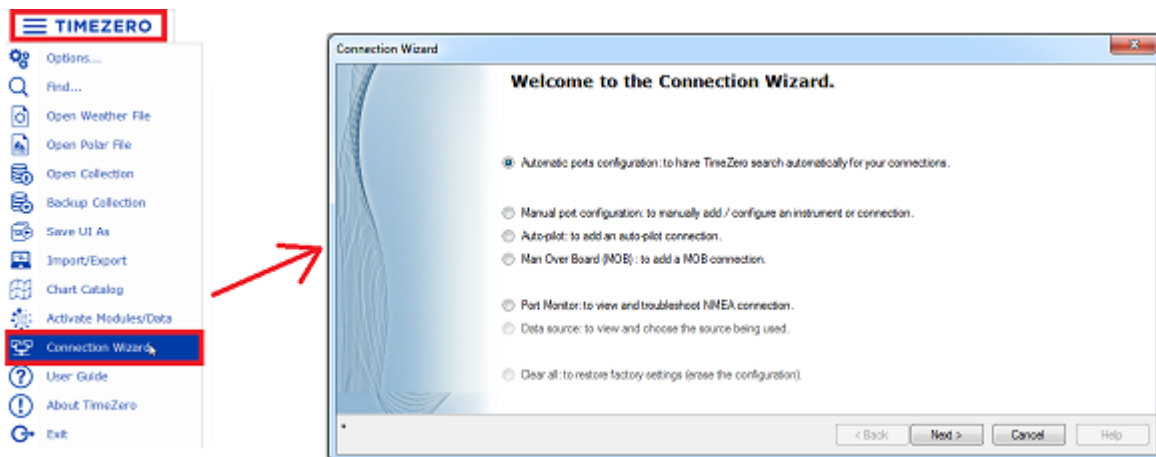 TIMEZERO
Options...
Find...
Open Weather File
Open Polar File
Open Collection
Backup Collection
Save UI As
Import/Export
Chart Catalog
Activate Modules/Data
Connection Wizard
User Guide
About TimeZero
Exit
Connection Wizard
Welcome to the Connection Wizard.
Automatic ports configuration: to have TimeZero search automatically for your connections.
Manual port configuration: to manually add / configure an instrument or connection.
Auto-pilot: to add an auto-pilot connection.
Man Over Board (MOB) : to add a MOB connection.
Port Monitor: to view and troubleshoot NMEA connection.
Data source: to view and choose the source being used.
Clear all: to restore factory settings (erase the configuration).
< Back Next > Cancel Help